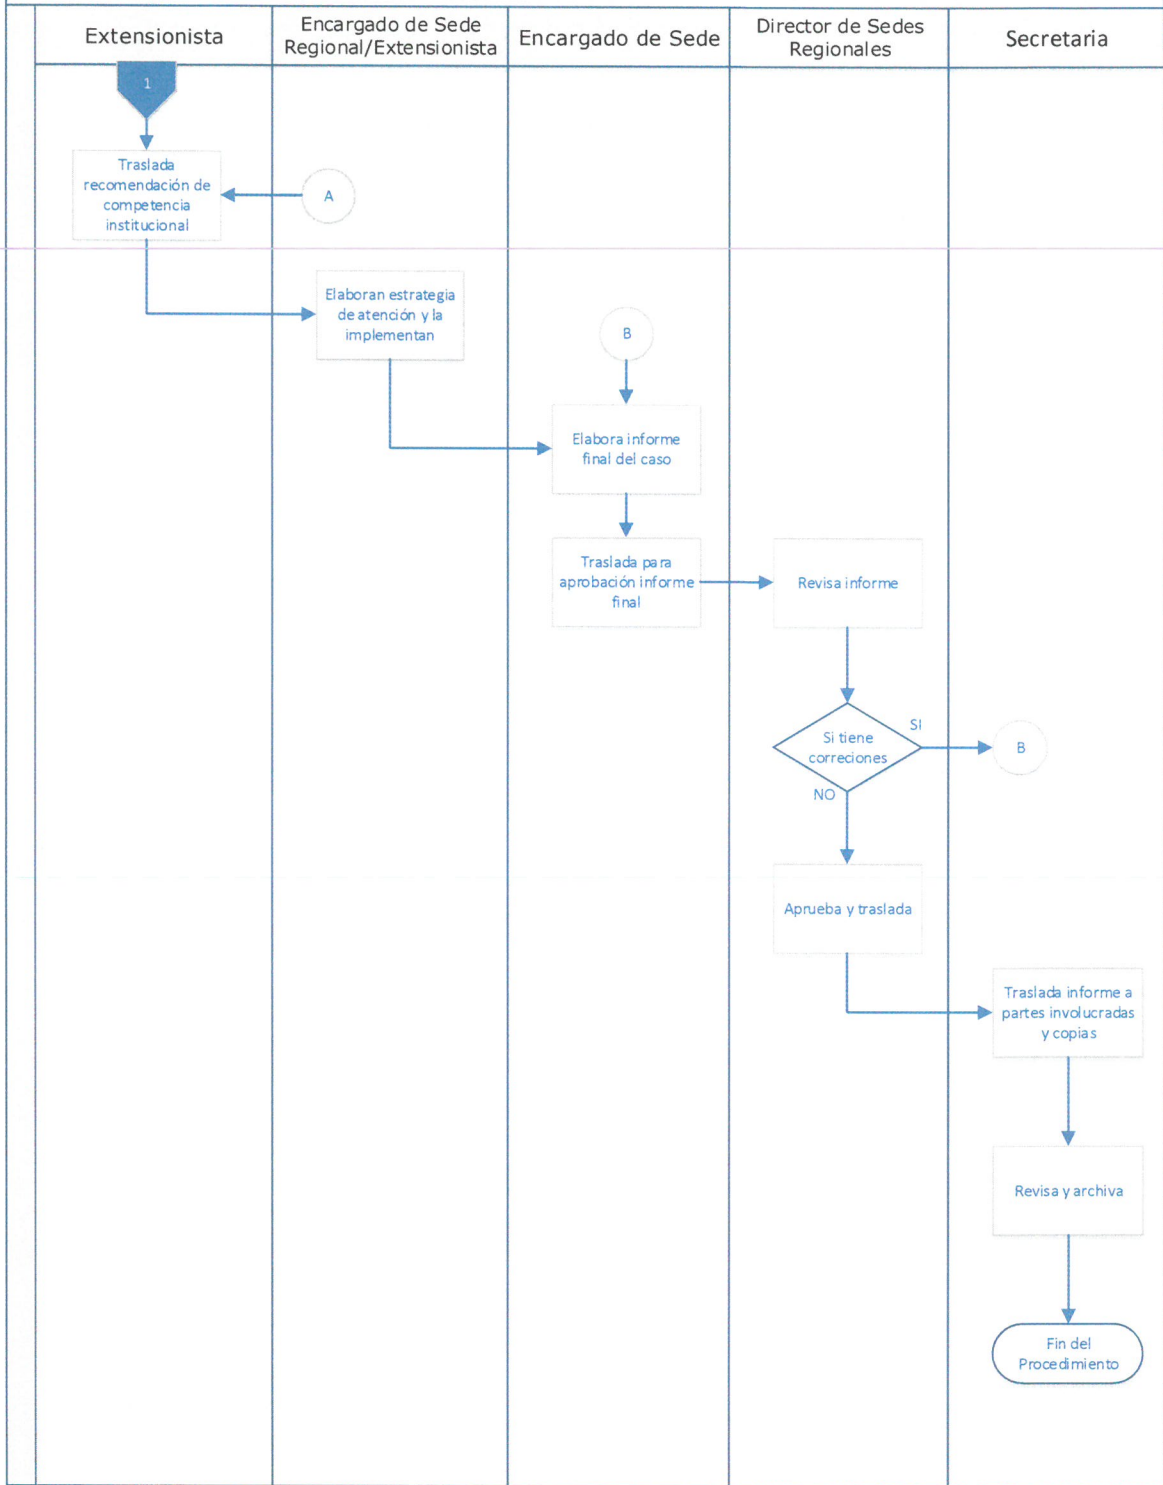 Extensionista
Encargado de Sede
Regional/Extensionista
Encargado de Sede
Director de Sedes
Regionales
Secretaria
1
Traslada
recomendación de
competencia
institucional
A
Elaboran estrategia
de atención y la
implementan
B
Elabora informe
final del caso
Traslada para
aprobación informe
final
Revisa informe
Si tiene
correciones
SI
B
NO
Aprueba y traslada
Traslada informe a
partes involucradas
y copias
Revisa y archiva
Fin del
Procedimiento